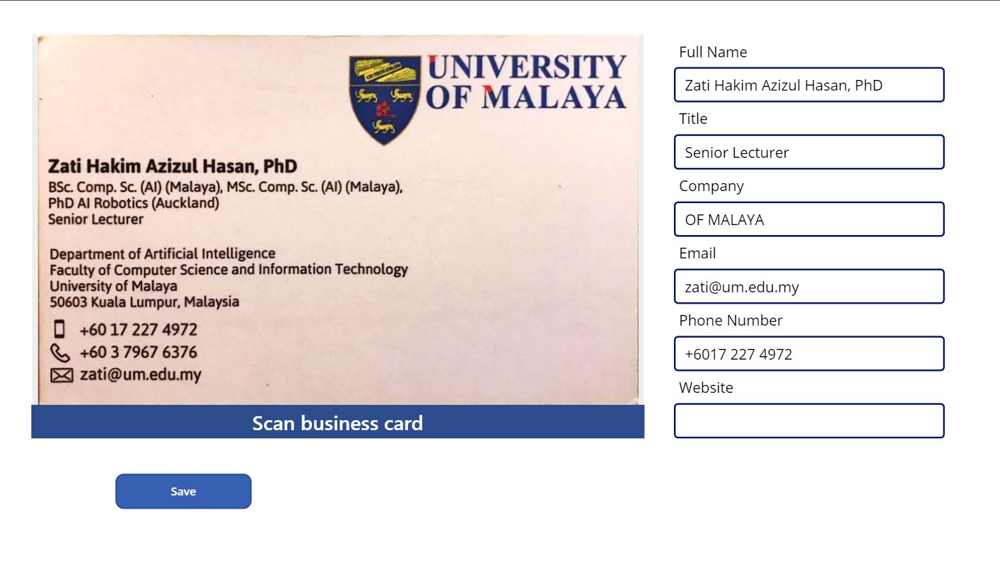 UNIVERSITY
OF MALAYA
Zati Hakim Azizul Hasan, PhD
BSc. Comp. Sc. (AI) (Malaya), MSc. Comp. Sc. (AI) (Malaya),
PhD AI Robotics (Auckland)
Senior Lecturer
Department of Artificial Intelligence
Faculty of Computer Science and Information Technology
University of Malaya
50603 Kuala Lumpur, Malaysia
+60 17 227 4972
+60 3 7967 6376
zati@um.edu.my
Scan business card
Save
Full Name
Zati Hakim Azizul Hasan, PhD
Title
Senior Lecturer
Company
OF MALAYA
Email
zati@um.edu.my
Phone Number
+6017 227 4972
Website